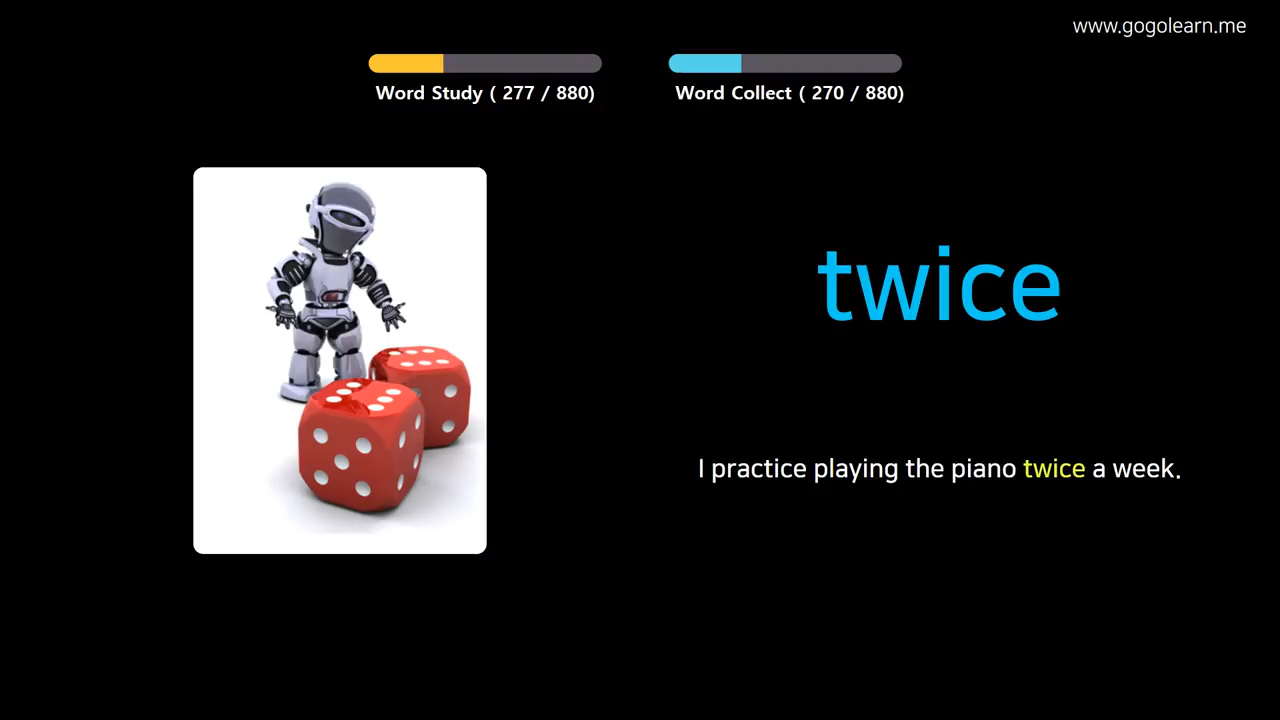 www.gogolearn.me
Word Study ( 277 / 880)
Word Collect ( 270 / 880)
twice
I practice playing the piano twice a week.